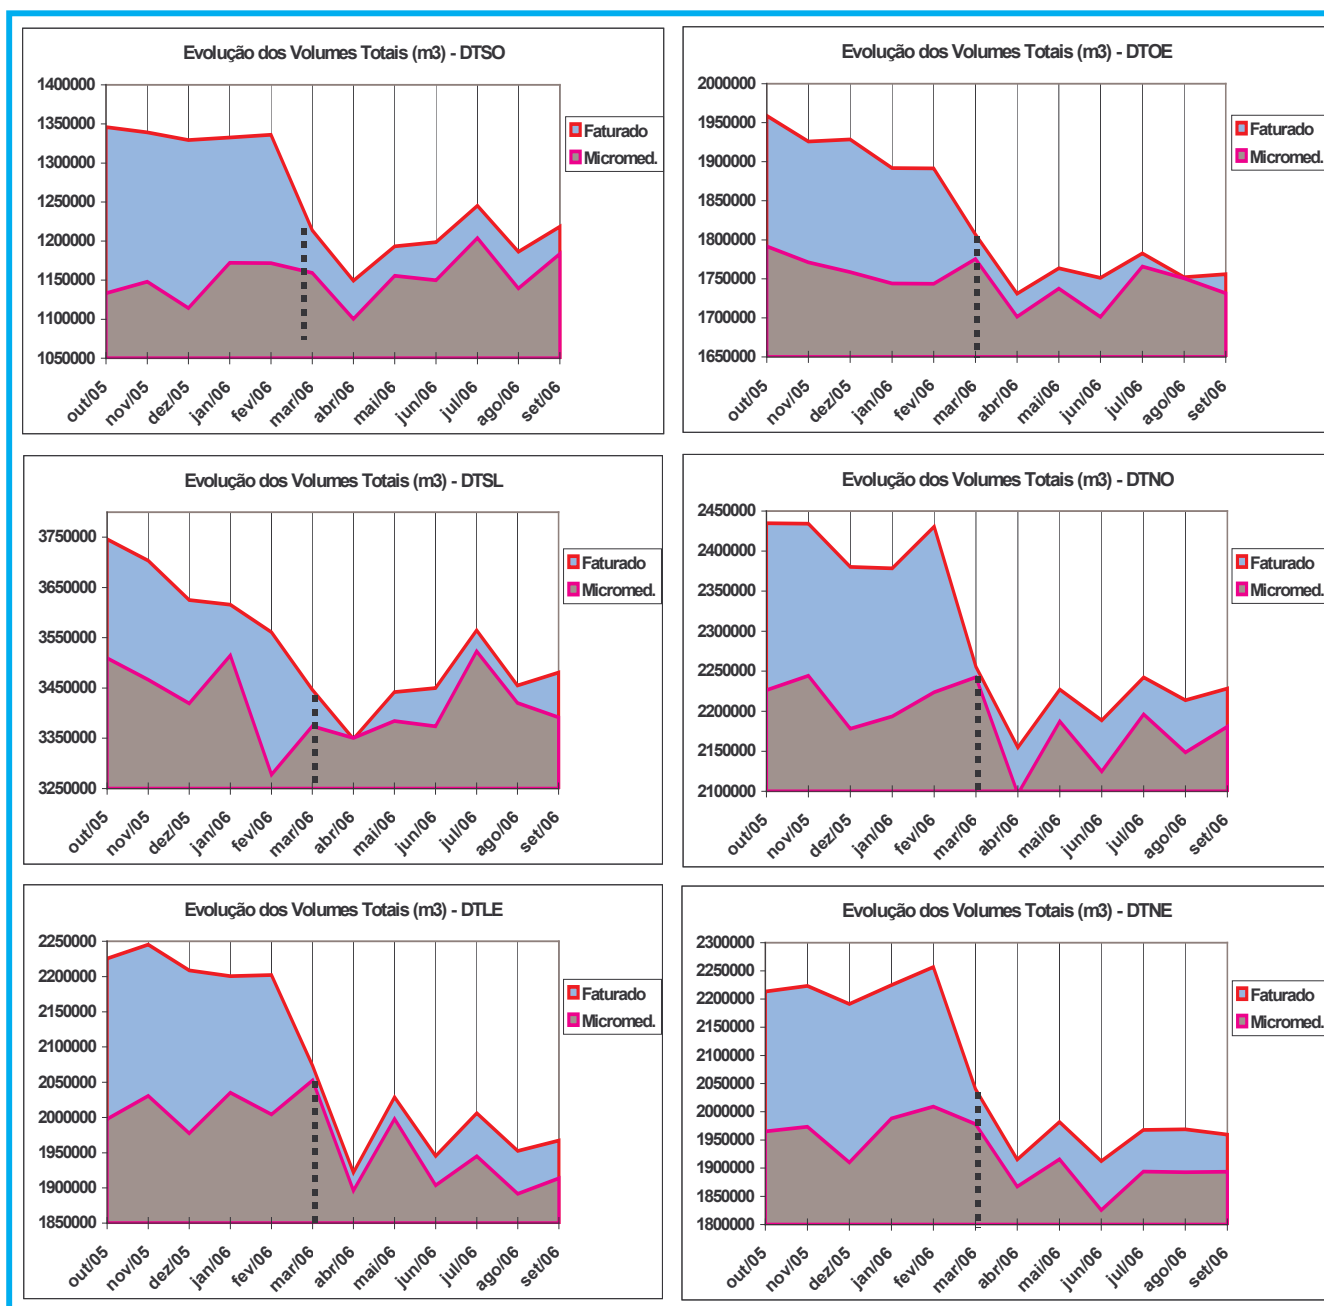 Evolução dos Volumes Totais (m3) - DTSO
1400000
1350000
1300000
1250000
1200000
1150000
1100000
1050000
out/05
nov/05
dez/05
jan/06
fev/06
mar/06
abr/06
mai/06
jun/06
jul/06
ago/06
set/06
Faturado
Micromed.
Evolução dos Volumes Totais (m3) - DTOE
2000000
1950000
1900000
1850000
1800000
1750000
1700000
1650000
out/05
nov/05
dez/05
jan/06
fev/06
mar/06
abr/06
mai/06
jun/06
jul/06
ago/06
set/06
Faturado
Micromed.
Evolução dos Volumes Totais (m3) - DTSL
3750000
3650000
3550000
3450000
3350000
3250000
out/05
nov/05
dez/05
jan/06
fev/06
mar/06
abr/06
mai/06
jun/06
jul/06
ago/06
set/06
Faturado
Micromed.
Evolução dos Volumes Totais (m3) - DTNO
2450000
2400000
2350000
2300000
2250000
2200000
2150000
2100000
out/05
nov/05
dez/05
jan/06
fev/06
mar/06
abr/06
mai/06
jun/06
jul/06
ago/06
set/06
Faturado
Micromed.
Evolução dos Volumes Totais (m3) - DTLE
2250000
2200000
2150000
2100000
2050000
2000000
1950000
1900000
1850000
out/05
nov/05
dez/05
jan/06
fev/06
mar/06
abr/06
mai/06
jun/06
jul/06
ago/06
set/06
Faturado
Micromed.
Evolução dos Volumes Totais (m3) - DTNE
2300000
2250000
2200000
2150000
2100000
2050000
2000000
1950000
1900000
1850000
1800000
out/05
nov/05
dez/05
jan/06
fev/06
mar/06
abr/06
mai/06
jun/06
jul/06
ago/06
set/06
Faturado
Micromed.